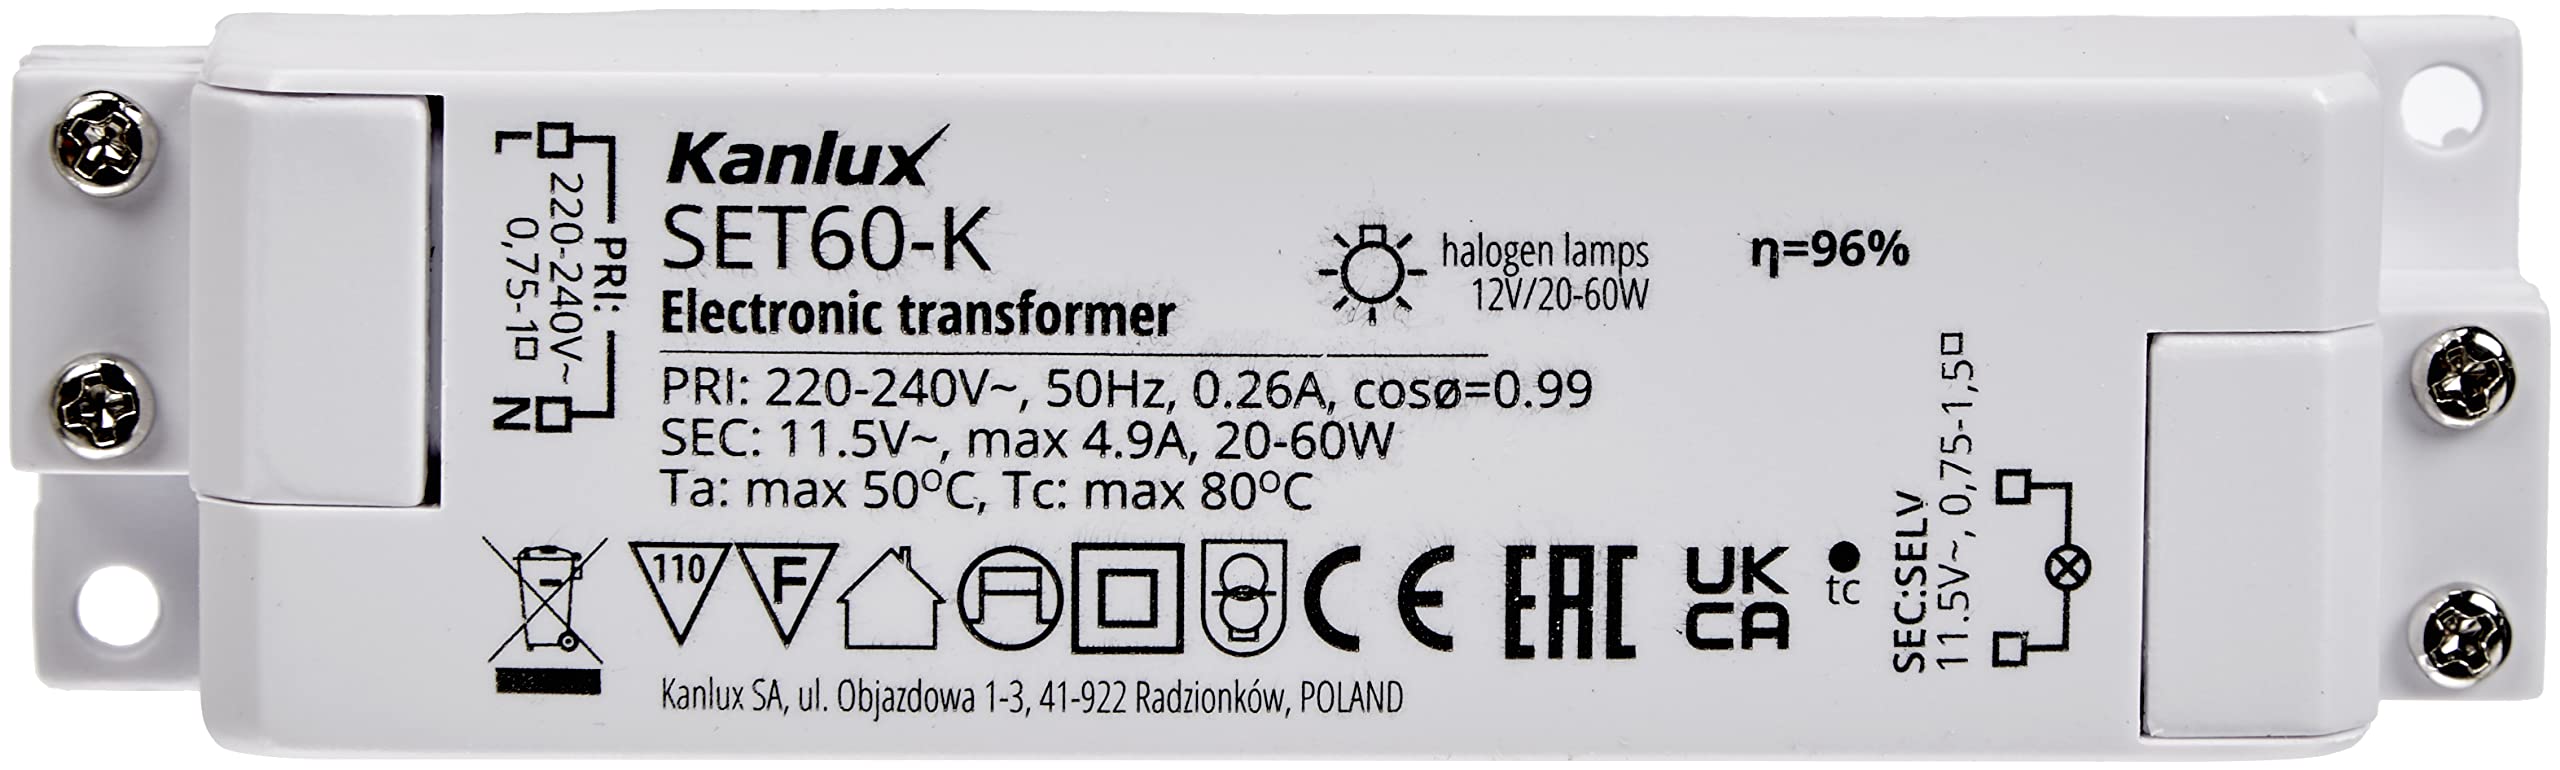 L
220-240V~
0,75-1□
PRI:
N
Kanlux
SET60-K
Electronic transformer
halogen lamps
12V/20-60W
η=96%
PRI: 220-240V~, 50Hz, 0.26A, cosø=0.99
SEC: 11.5V~, max 4.9A, 20-60W
Ta: max 50ºC, Tc: max 80ºC
110
F
CE
EAC
UK
CA
tc
SEC:SELV
11.5V~, 0,75-1,5□
Kanlux SA, ul. Objazdowa 1-3, 41-922 Radzionków, POLAND